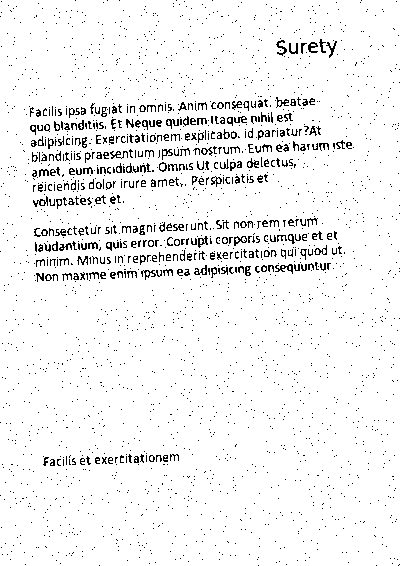 Surety
Facilis ipsa fugiat in omnis. Anim consequat. beatae
quo blanditiis. Et Neque quidem Itaque nihil est
adipisicing. Exercitationem explicabo. id pariatur?At
blanditiis praesentium ipsum nostrum. Eum ea harum iste
amet, eum incididunt. Omnis Ut culpa delectus,
reiciendis dolor irure amet,. Perspiciatis et
voluptates et et.
Consectetur sit magni deserunt. Sit non rem rerum
laudantium, quis error. Corrupti corporis cumque et et
minim. Minus in reprehenderit exercitation qui quod ut.
Non maxime enim ipsum ea adipisicing consequuntur
Facilis et exercitationem